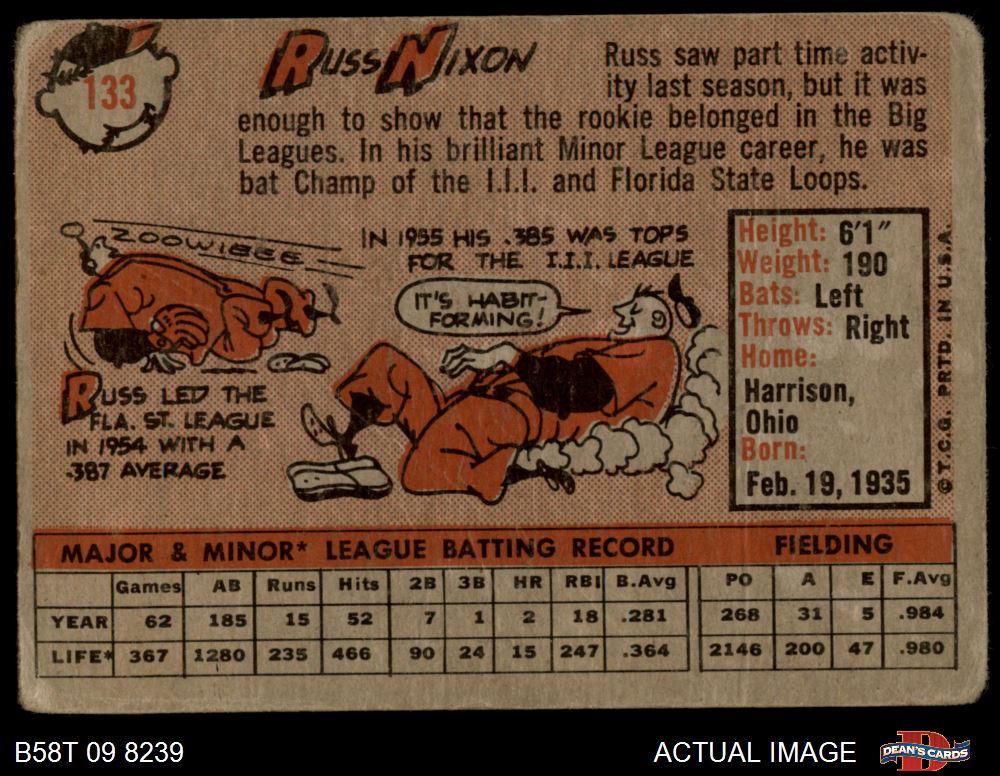 133
RUSS NIXON
Russ saw part time activ-
ity last season, but it was
enough to show that the rookie belonged in the Big
Leagues. In his brilliant Minor League career, he was
bat Champ of the I.I.I. and Florida State Loops.
ZOOWIEEE
RUSS LED THE
FLA. ST. LEAGUE
IN 1954 WITH A
.387 AVERAGE
IN 1955 HIS .385 WAS TOPS
FOR THE I.I.I. LEAGUE
IT'S HABIT-
FORMING!
9
Height: 6'1"
Weight: 190
Bats: Left
Throws: Right
Home:
Harrison,
Ohio
Born:
Feb. 19, 1935
© T.C.G. PRTD. IN U.S.A.
MAJOR & MINOR* LEAGUE BATTING RECORD FIELDING
Games AB Runs Hits 2B 3B HR RBI B.Avg PO A E F.Avg
YEAR 62 185 15 52 7 1 2 18 .281 268 31 5 .984
LIFE* 367 1280 235 466 90 24 15 247 .364 2146 200 47 .980
B58T 09 8239
ACTUAL IMAGE
DEAN'S CARDS